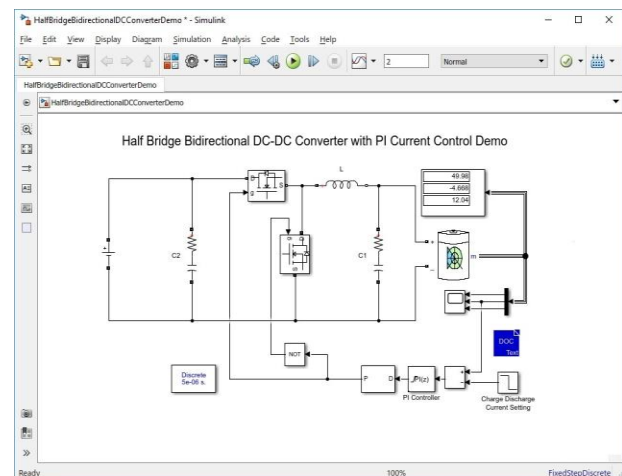 HalfBridgeBidirectionalDCConverterDemo * - Simulink
File Edit View Display Diagram Simulation Analysis Code Tools Help
2
Normal
HalfBridgeBidirectionalDCConverterDemo
HalfBridgeBidirectionalDCConverterDemo
Half Bridge Bidirectional DC-DC Converter with PI Current Control Demo
L
49.98
-4.668
12.04
D
S
g
+
C2
g
D
S
C1
+
–
m
DOC
Text
NOT
Discrete
5e-06 s.
P
D
PI(z)
PI Controller
+
–
Charge Discharge
Current Setting
Ready
100%
FixedStepDiscrete